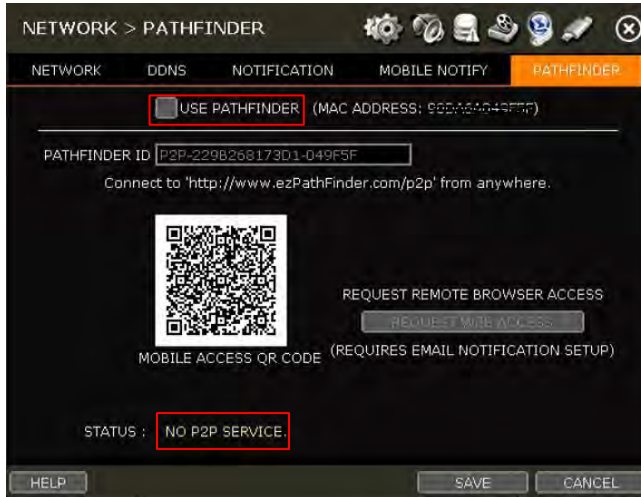 NETWORK > PATHFINDER
NETWORK DDNS NOTIFICATION MOBILE NOTIFY PATHFINDER
USE PATHFINDER (MAC ADDRESS: )
PATHFINDER ID P2P-229B268173D1-049F5F
Connect to 'http://www.ezPathFinder.com/p2p' from anywhere.
REQUEST REMOTE BROWSER ACCESS
REQUEST WEB ACCESS
MOBILE ACCESS QR CODE (REQUIRES EMAIL NOTIFICATION SETUP)
STATUS : NO P2P SERVICE.
HELP SAVE CANCEL